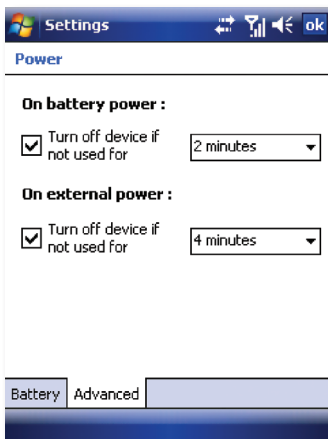 Settings
ok
Power
On battery power :
Turn off device if
not used for
2 minutes
On external power :
Turn off device if
not used for
4 minutes
Battery
Advanced